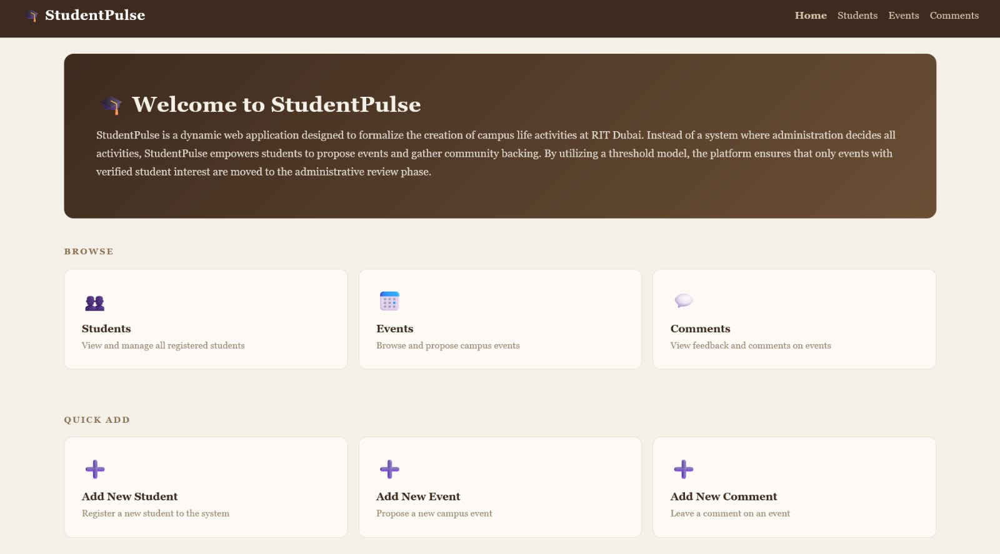 StudentPulse
Home Students Events Comments
Welcome to StudentPulse
StudentPulse is a dynamic web application designed to formalize the creation of campus life activities at RIT Dubai. Instead of a system where administration decides all
activities, StudentPulse empowers students to propose events and gather community backing. By utilizing a threshold model, the platform ensures that only events with
verified student interest are moved to the administrative review phase.
BROWSE
Students
View and manage all registered students
Events
Browse and propose campus events
Comments
View feedback and comments on events
QUICK ADD
Add New Student
Register a new student to the system
Add New Event
Propose a new campus event
Add New Comment
Leave a comment on an event